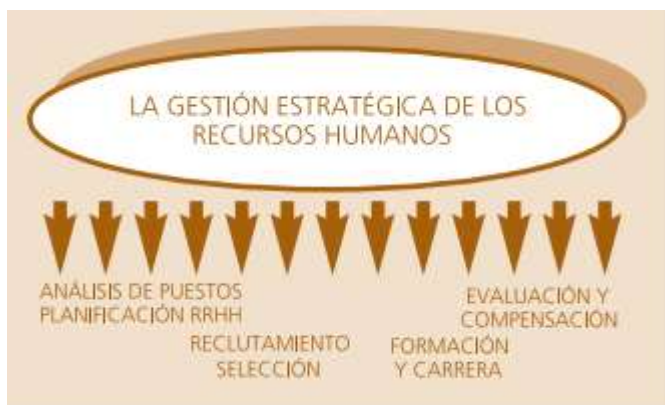 LA GESTIÓN ESTRATÉGICA DE LOS
RECURSOS HUMANOS
ANÁLISIS DE PUESTOS
PLANIFICACIÓN RRHH
RECLUTAMIENTO
SELECCIÓN
FORMACIÓN
Y CARRERA
EVALUACIÓN Y
COMPENSACIÓN